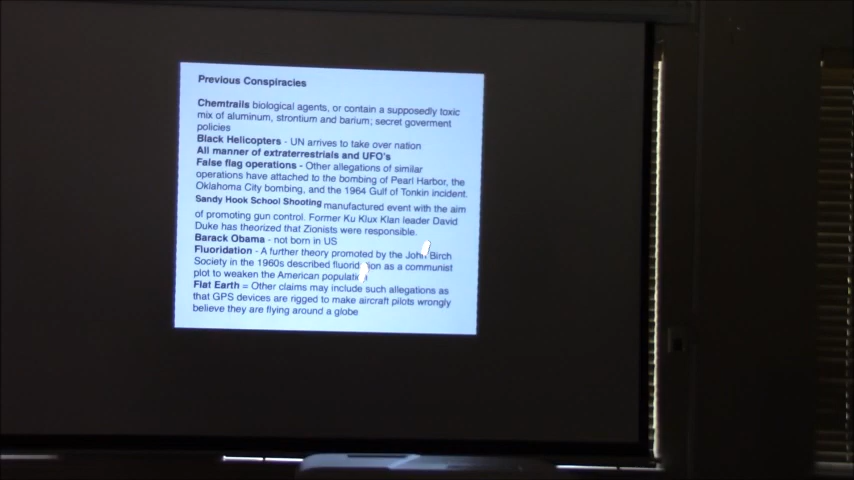 Previous Conspiracies
Chemtrails biological agents, or contain a supposedly toxic
mix of aluminum, strontium and barium; secret goverment
policies
Black Helicopters - UN arrives to take over nation
All manner of extraterrestrials and UFO's
False flag operations - Other allegations of similar
operations have attached to the bombing of Pearl Harbor, the
Oklahoma City bombing, and the 1964 Gulf of Tonkin incident.
Sandy Hook School Shooting manufactured event with the aim
of promoting gun control. Former Ku Klux Klan leader David
Duke has theorized that Zionists were responsible.
Barack Obama - not born in US
Fluoridation - A further theory promoted by the John Birch
Society in the 1960s described fluoridation as a communist
plot to weaken the American population
Flat Earth = Other claims may include such allegations as
that GPS devices are rigged to make aircraft pilots wrongly
believe they are flying around a globe